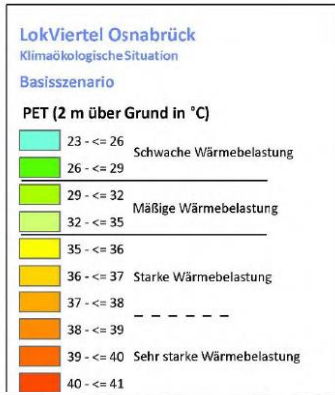 LokViertel Osnabrück
Klimaökologische Situation
Basisszenario
PET (2 m über Grund in °C)
23 - <= 26
Schwache Wärmebelastung
26 - <= 29
29 - <= 32
Mäßige Wärmebelastung
32 - <= 35
35 - <= 36
36 - <= 37 Starke Wärmebelastung
37 - <= 38
38 - <= 39
39 - <= 40 Sehr starke Wärmebelastung
40 - <= 41